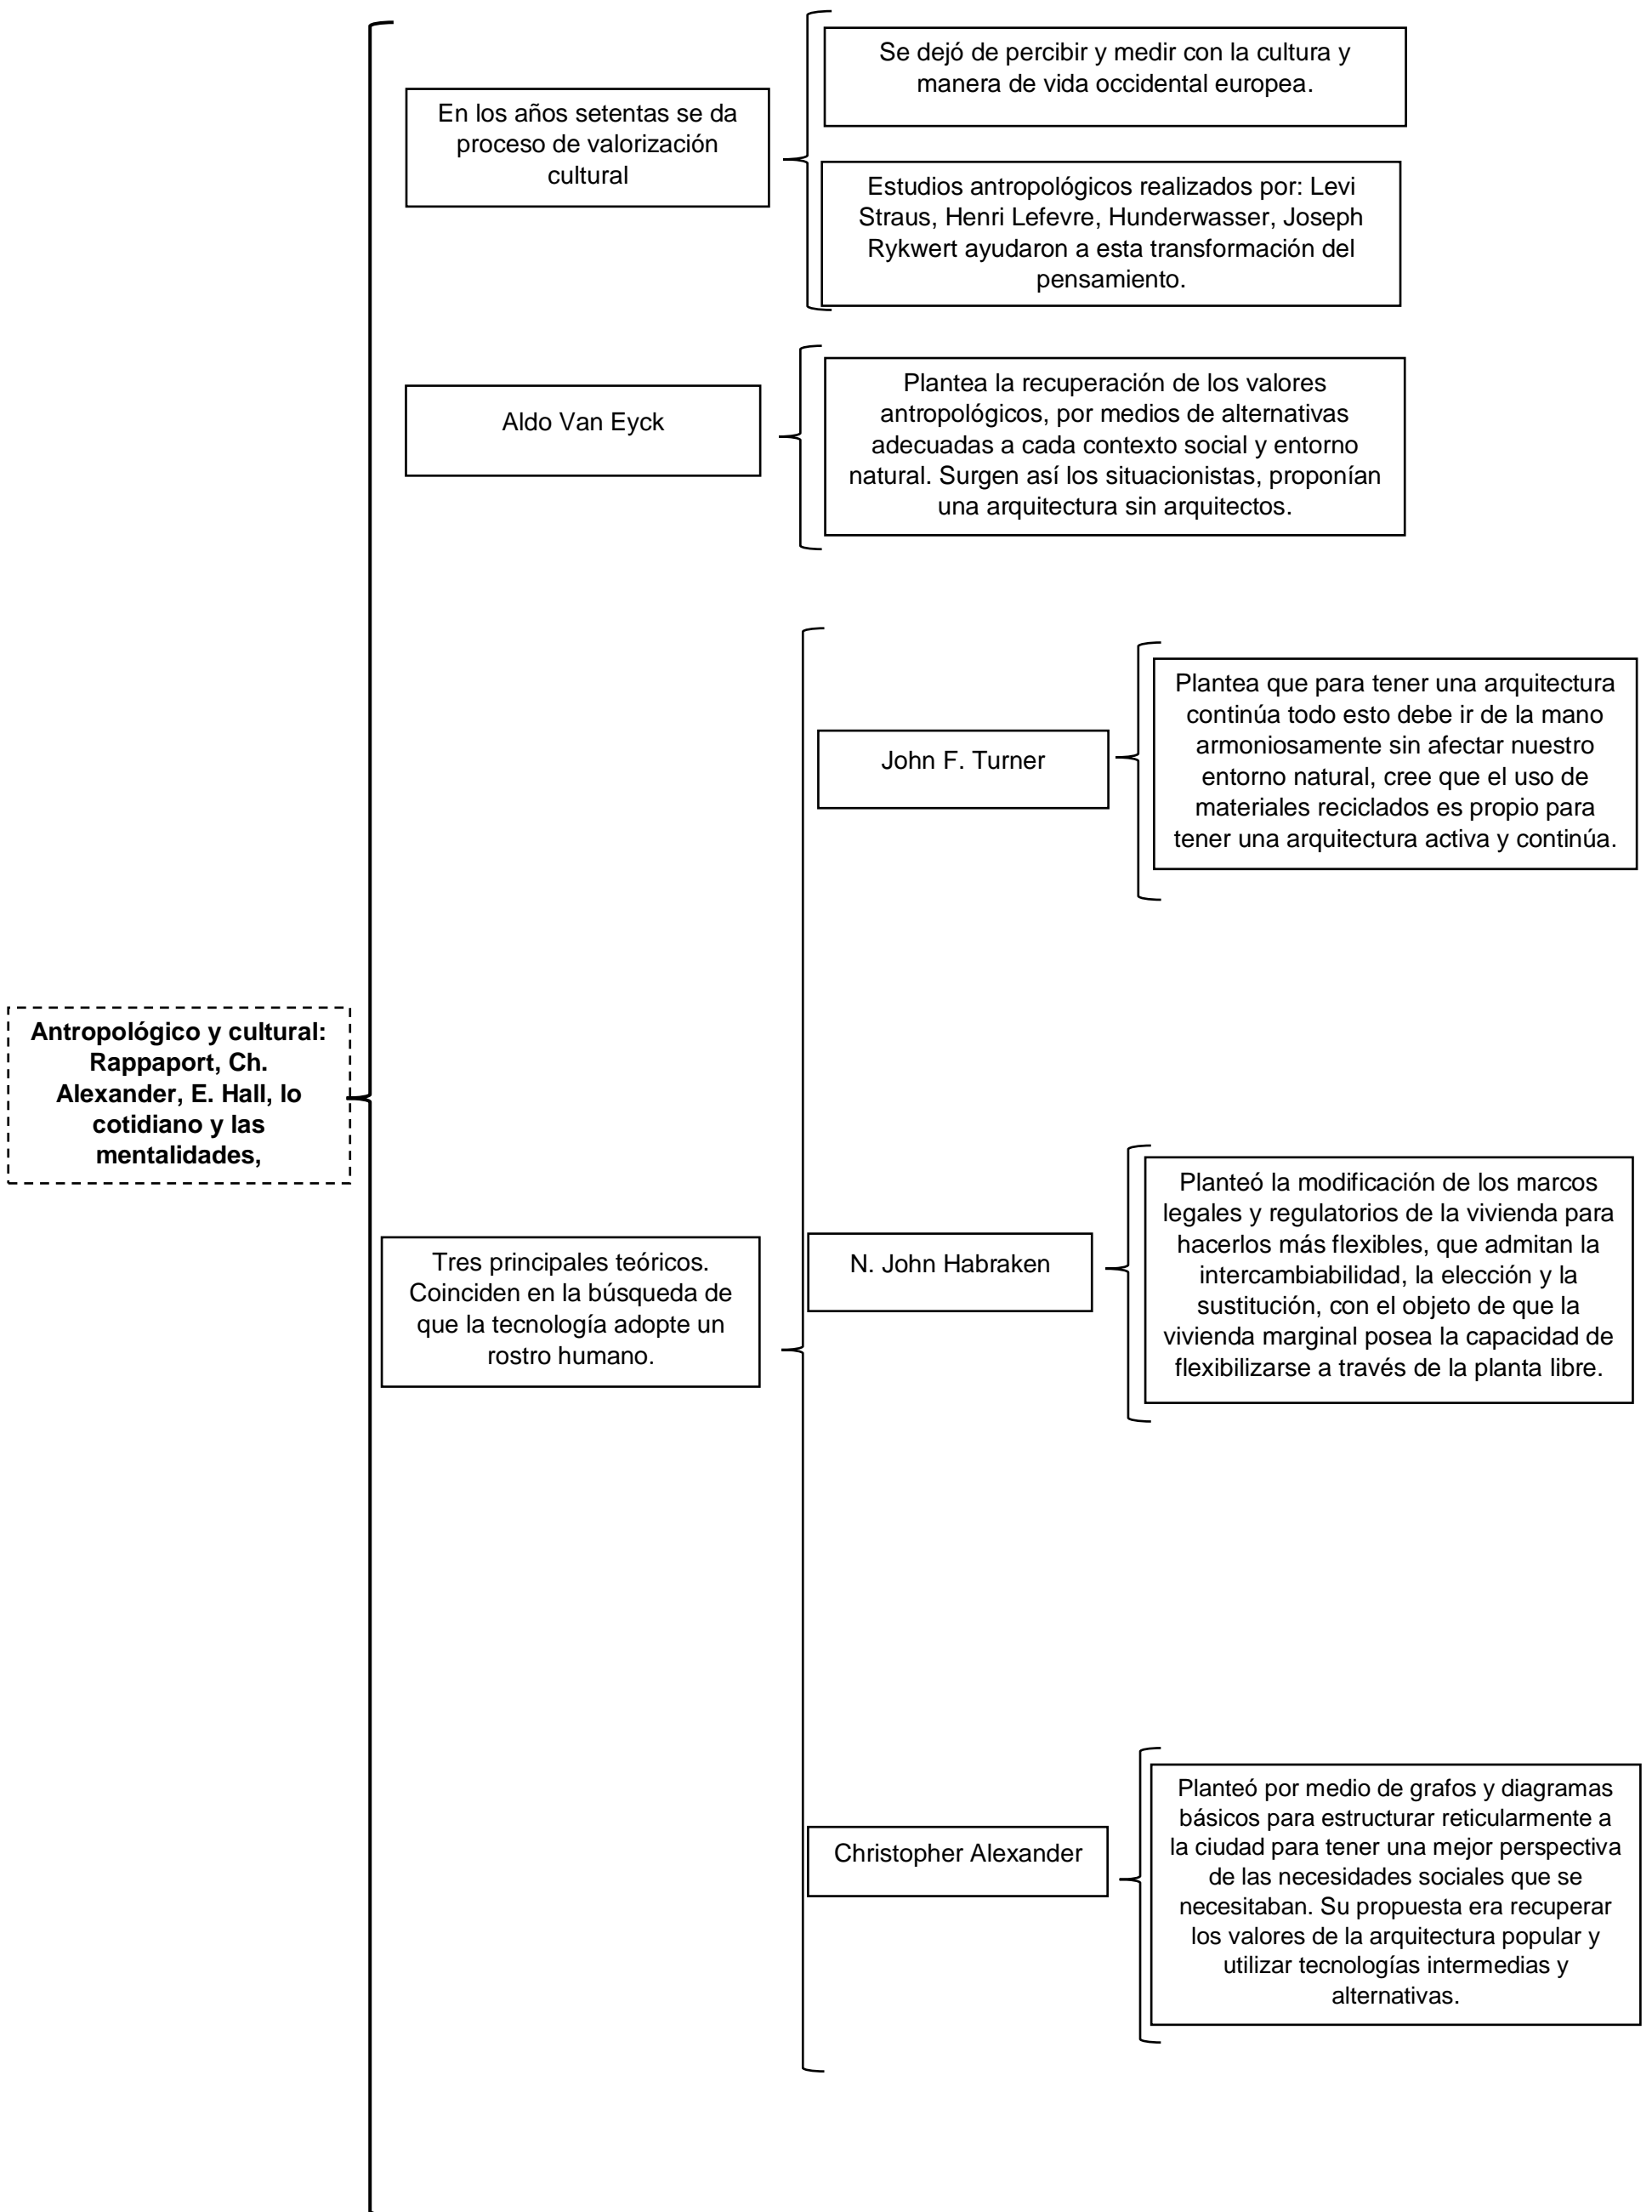 Antropológico y cultural:
Rappaport, Ch.
Alexander, E. Hall, lo
cotidiano y las
mentalidades,
En los años setentas se da
proceso de valorización
cultural
Se dejó de percibir y medir con la cultura y
manera de vida occidental europea.
Estudios antropológicos realizados por: Levi
Straus, Henri Lefevre, Hunderwasser, Joseph
Rykwert ayudaron a esta transformación del
pensamiento.
Aldo Van Eyck
Plantea la recuperación de los valores
antropológicos, por medios de alternativas
adecuadas a cada contexto social y entorno
natural. Surgen así los situacionistas, proponían
una arquitectura sin arquitectos.
Tres principales teóricos.
Coinciden en la búsqueda de
que la tecnología adopte un
rostro humano.
John F. Turner
Plantea que para tener una arquitectura
continúa todo esto debe ir de la mano
armoniosamente sin afectar nuestro
entorno natural, cree que el uso de
materiales reciclados es propio para
tener una arquitectura activa y continúa.
N. John Habraken
Planteó la modificación de los marcos
legales y regulatorios de la vivienda para
hacerlos más flexibles, que admitan la
intercambiabilidad, la elección y la
sustitución, con el objeto de que la
vivienda marginal posea la capacidad de
flexibilizarse a través de la planta libre.
Christopher Alexander
Planteó por medio de grafos y diagramas
básicos para estructurar reticularmente a
la ciudad para tener una mejor perspectiva
de las necesidades sociales que se
necesitaban. Su propuesta era recuperar
los valores de la arquitectura popular y
utilizar tecnologías intermedias y
alternativas.